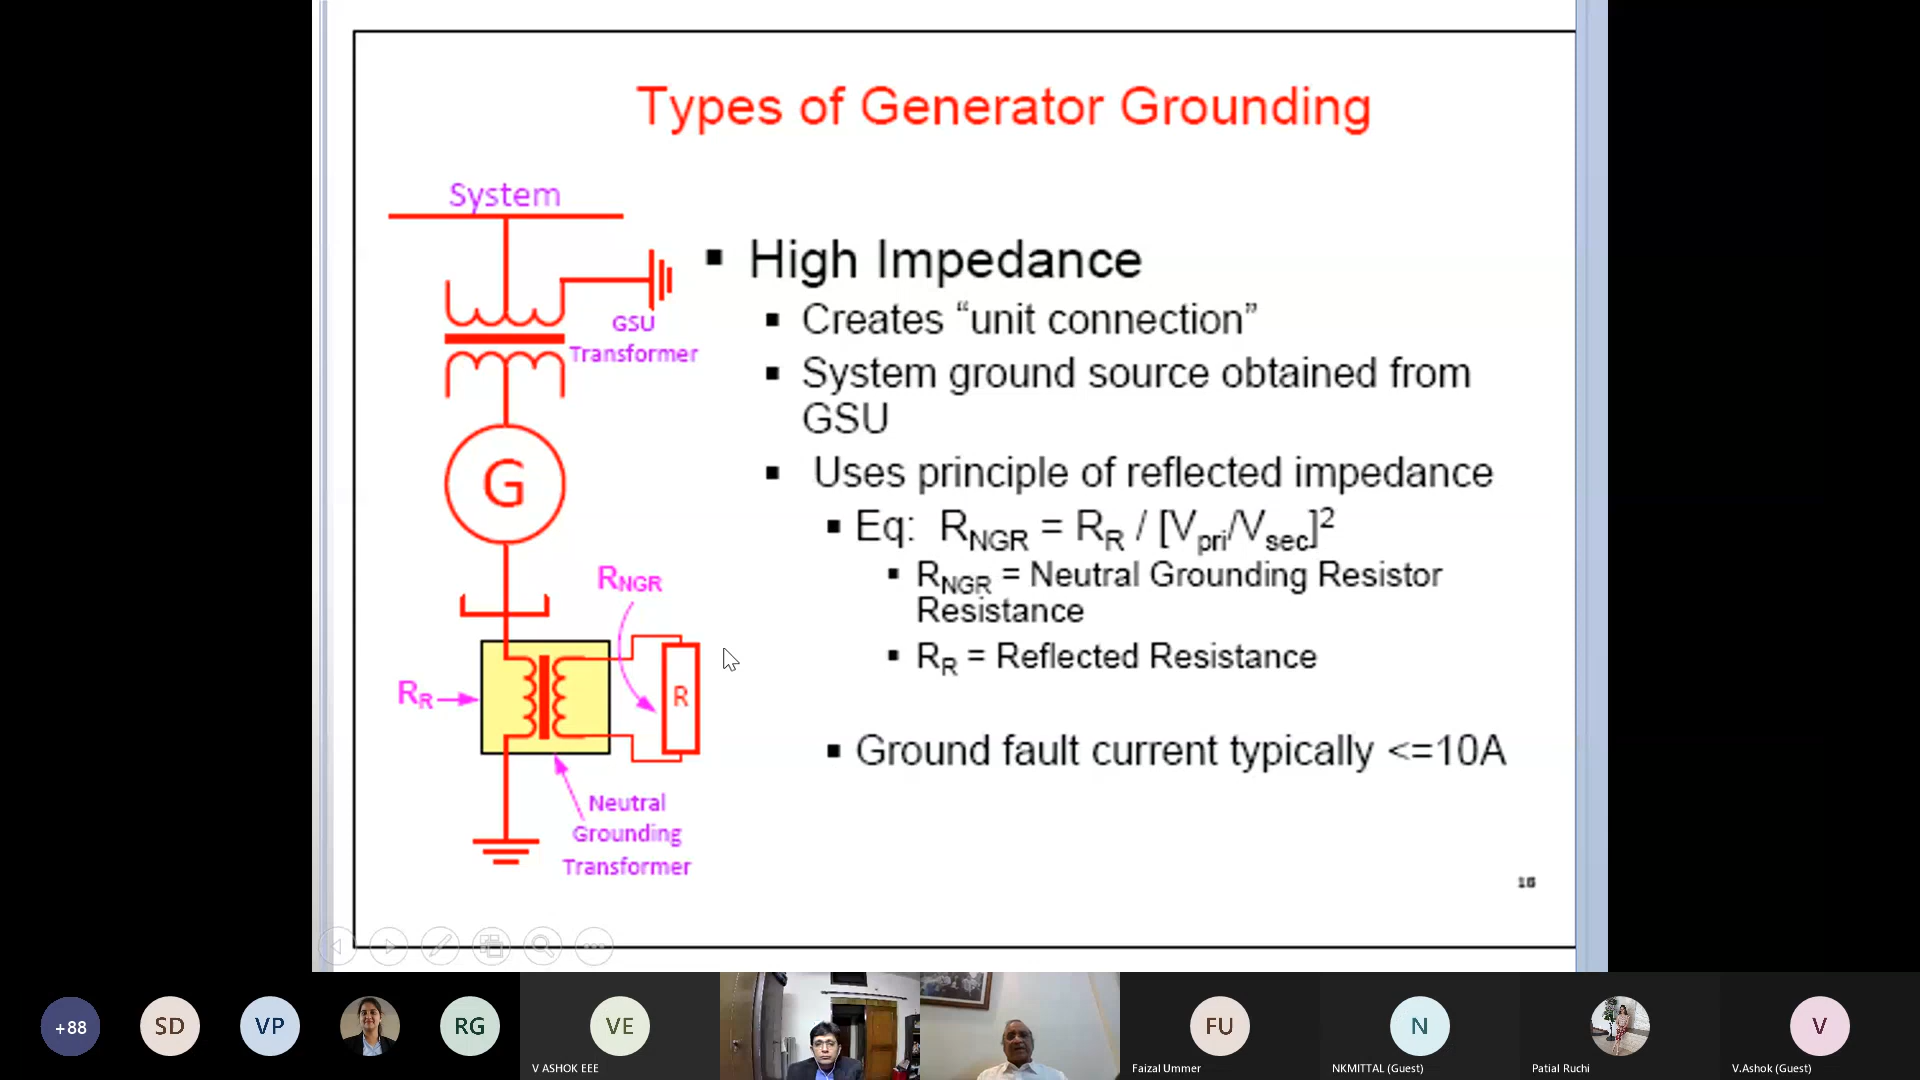 Types of Generator Grounding
System
GSU
Transformer
G
R_NGR
R_R
R
Neutral
Grounding
Transformer
▪ High Impedance
▪ Creates “unit connection”
▪ System ground source obtained from
GSU
▪ Uses principle of reflected impedance
▪ Eq: R_NGR = R_R / [V_pri/V_sec]²
▪ R_NGR = Neutral Grounding Resistor
Resistance
▪ R_R = Reflected Resistance
▪ Ground fault current typically <=10A
+88
SD
VP
RG
VE
V ASHOK EEE
FU
Faizal Ummer
N
NKMITTAL (Guest)
Patial Ruchi
V
V.Ashok (Guest)